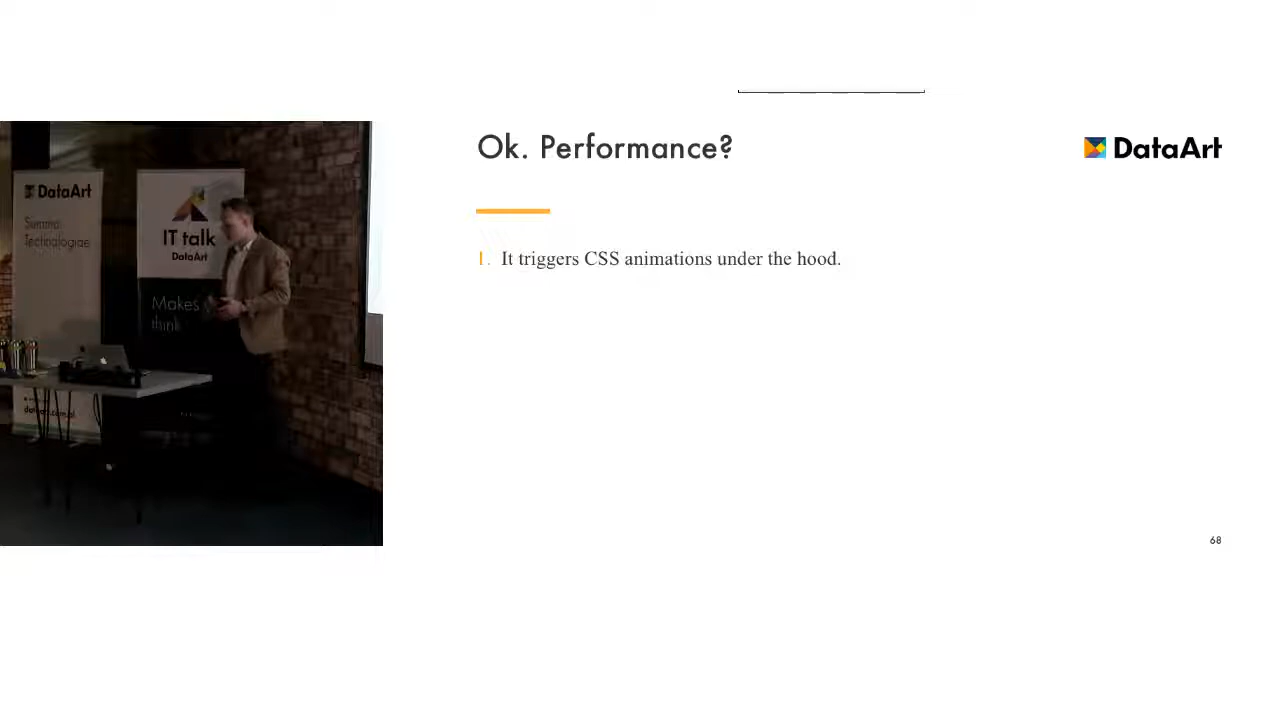 Ok. Performance?
DataArt
1. It triggers CSS animations under the hood.
68
DataArt
Summa
Technologiae
IT talk
DataArt
Makes
think